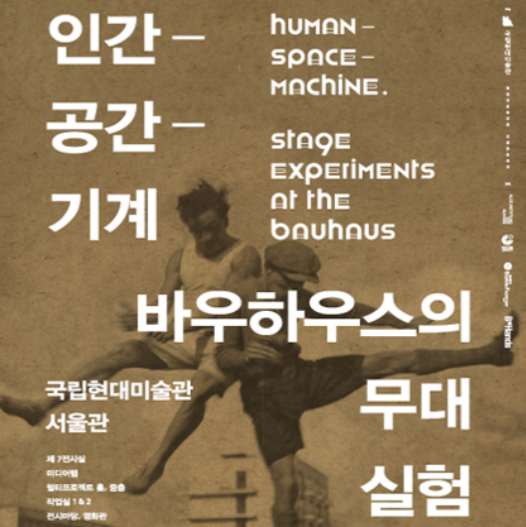 인간 –
공간 –
기계
HUMAN –
SPACE –
MACHINE.
STAGE
EXPERIMENTS
AT THE
BAUHAUS
바우하우스의
무대
실험
국립현대미술관
서울관
제 7전시실
미디어랩
멀티프로젝트 홀, 중층
작업실 1 & 2
전시마당, 영화관
BMHands